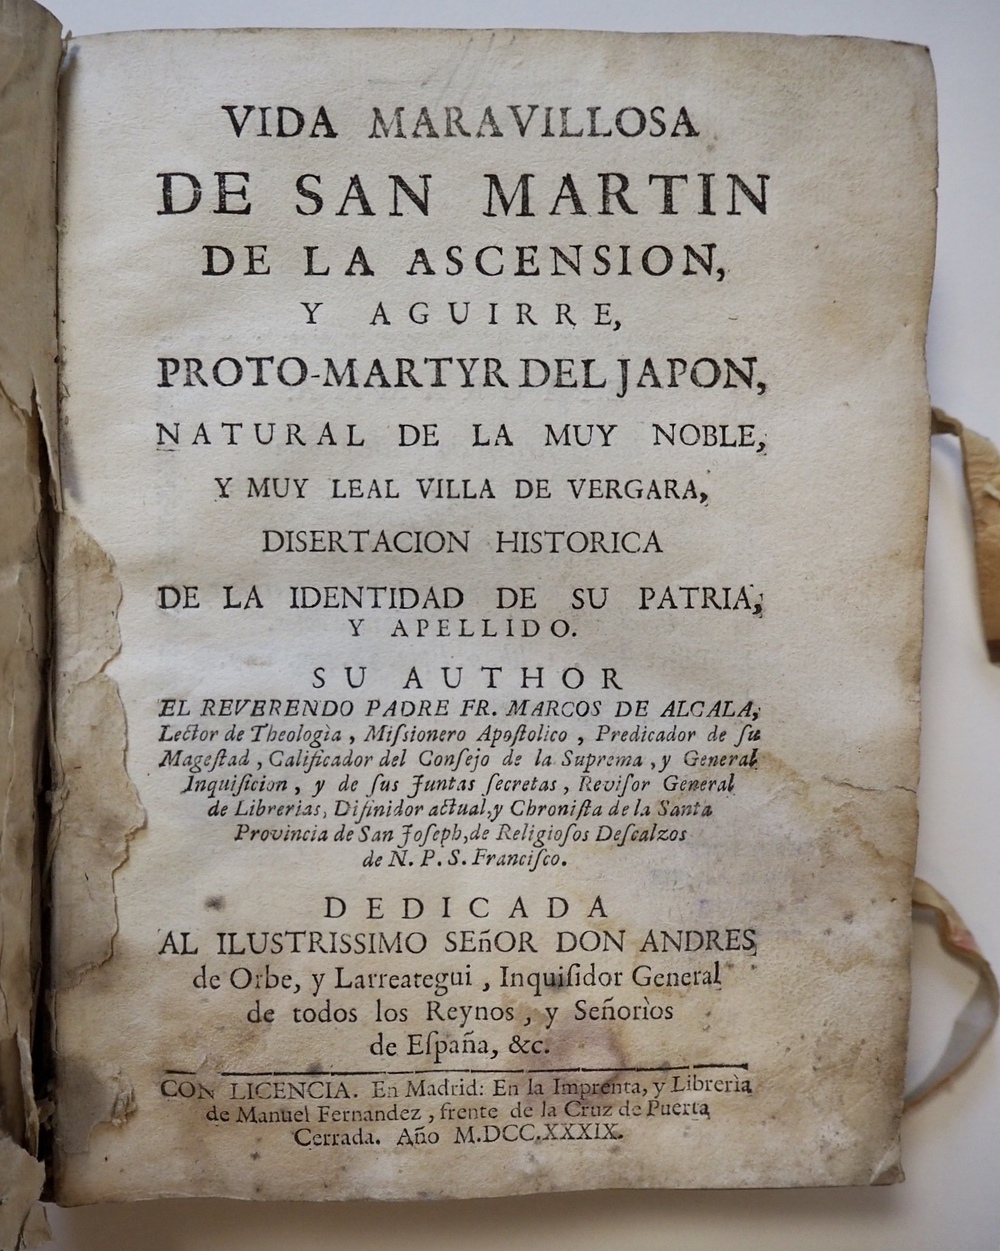 VIDA MARAVILLOSA
DE SAN MARTIN
DE LA ASCENSION,
Y AGUIRRE,
PROTO-MARTYR DEL JAPON,
NATURAL DE LA MUY NOBLE,
Y MUY LEAL VILLA DE VERGARA,
DISERTACION HISTORICA
DE LA IDENTIDAD DE SU PATRIA,
Y APELLIDO.
SU AUTHOR
EL REVERENDO PADRE FR. MARCOS DE ALCALA,
Lector de Theologìa , Miſsionero Apoſtolico , Predicador de ſu
Mageſtad , Calificador del Conſejo de la Suprema , y General
Inquiſicion , y de ſus Juntas ſecretas , Reviſor General
de Librerias, Difinidor actual,y Chroniſta de la Santa
Provincia de San Joſeph,de Religioſos Deſcalzos
de N. P. S. Franciſco.
DEDICADA
AL ILUSTRISSIMO SEñOR DON ANDRES
de Orbe, y Larreategui , Inquiſidor General
de todos los Reynos , y Señorìos
de Eſpaña, &c.
CON LICENCIA. En Madrid: En la Imprenta, y Librerìa
de Manuel Fernandez , frente de la Cruz de Puerta
Cerrada. Año M.DCC.XXXIX.